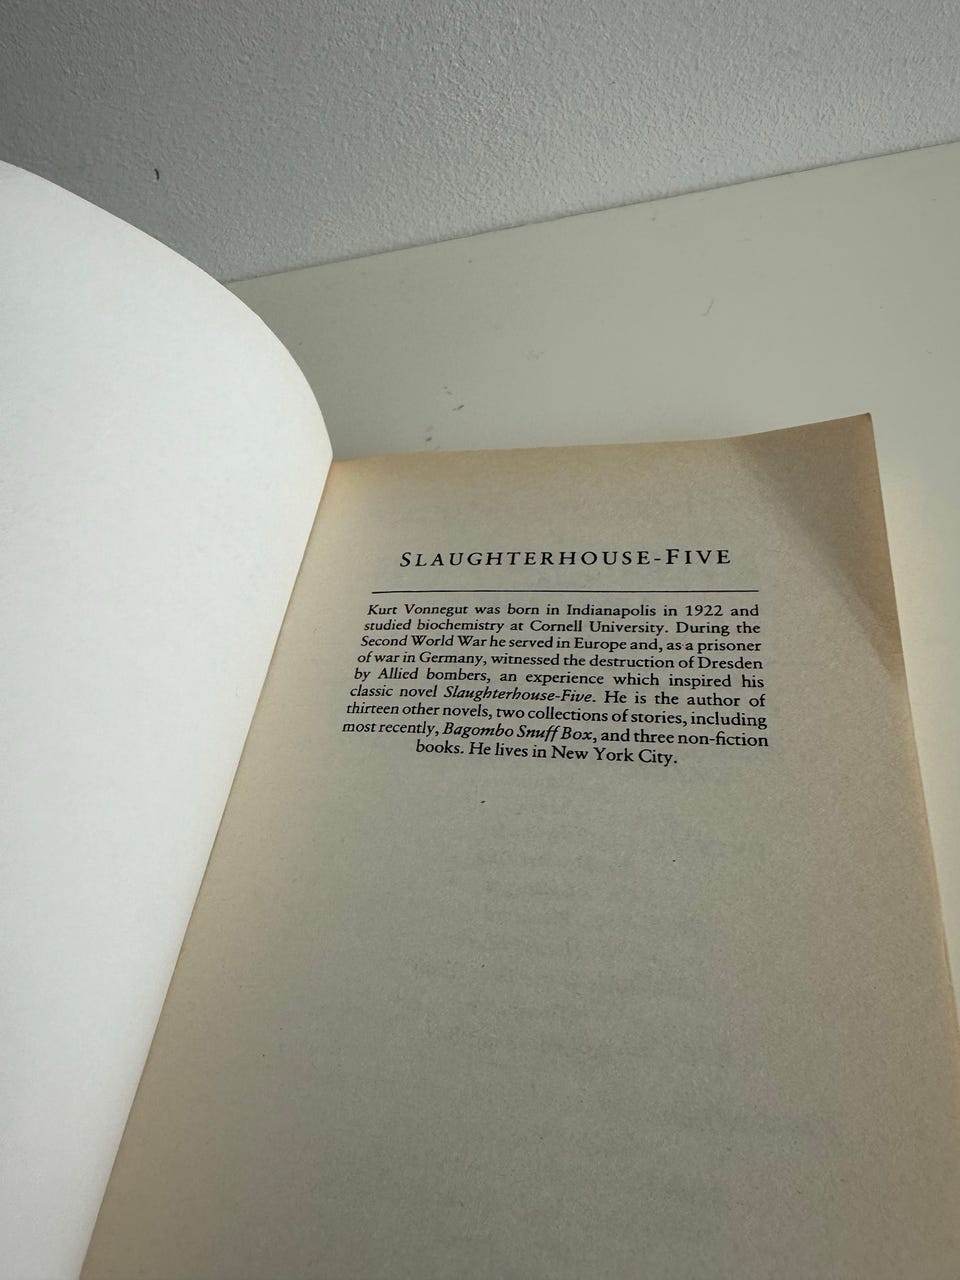 SLAUGHTERHOUSE-FIVE
Kurt Vonnegut was born in Indianapolis in 1922 and
studied biochemistry at Cornell University. During the
Second World War he served in Europe and, as a prisoner
of war in Germany, witnessed the destruction of Dresden
by Allied bombers, an experience which inspired his
classic novel Slaughterhouse-Five. He is the author of
thirteen other novels, two collections of stories, including
most recently, Bagombo Snuff Box, and three non-fiction
books. He lives in New York City.